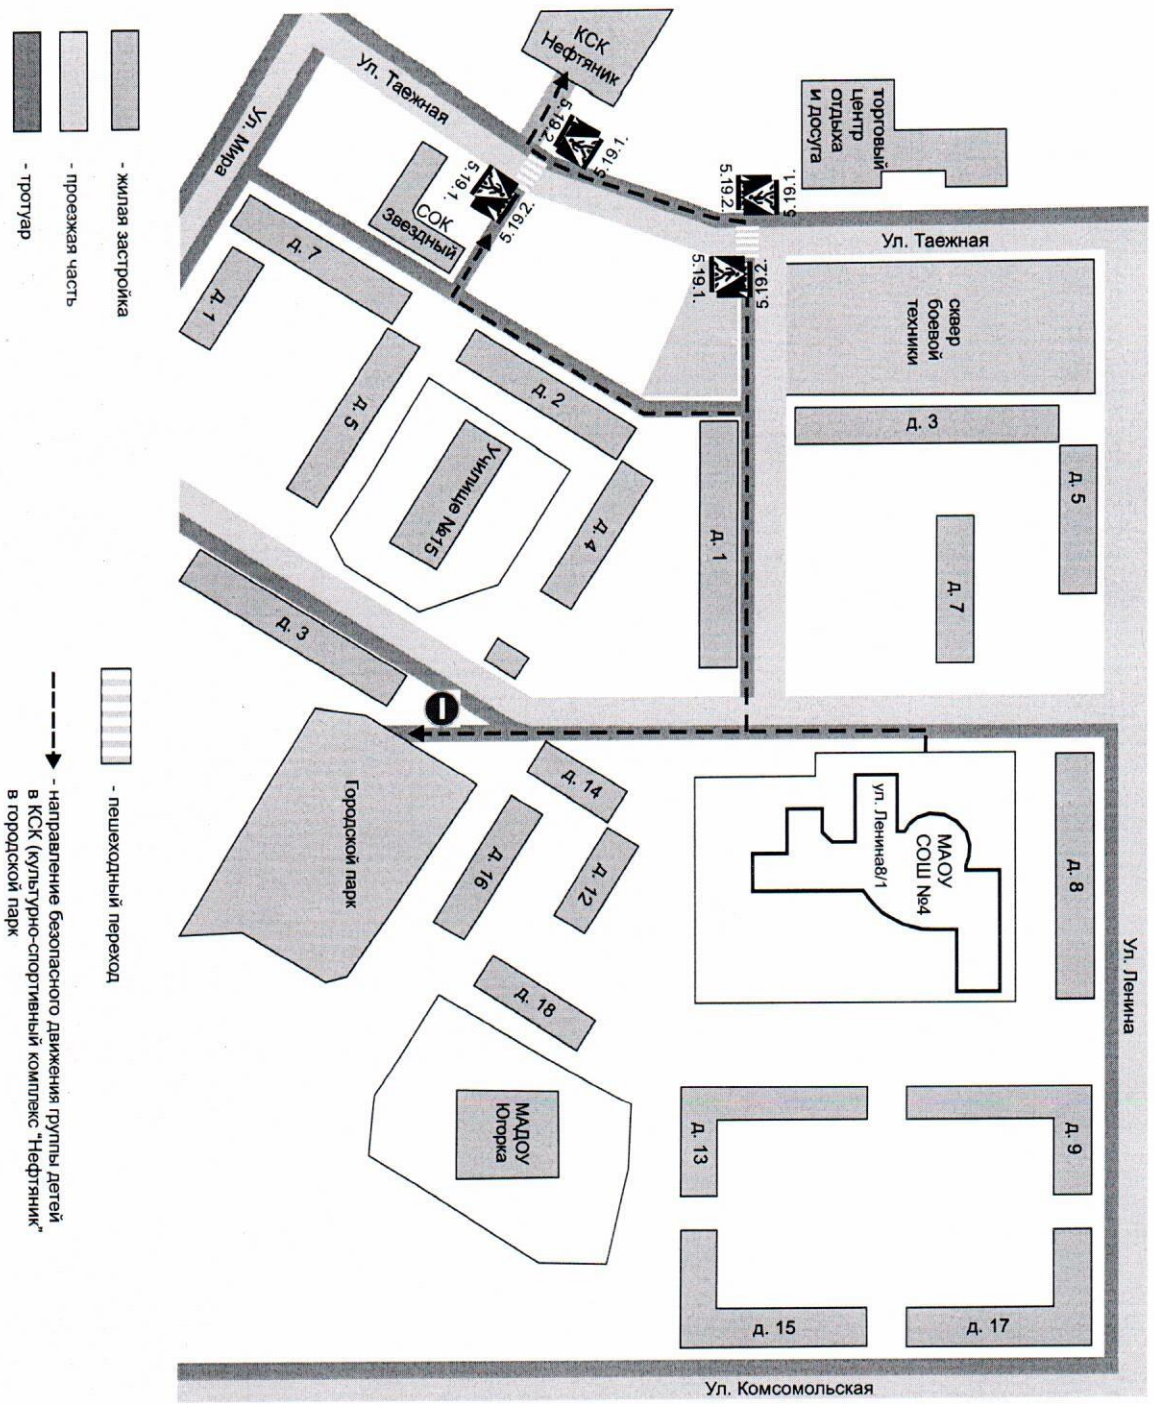 КСК
Нефтяник
торговый
центр
отдыха
и досуга
Ул. Таежная
Ул. Таежная
Ул. Мира
5.19.1.
5.19.2.
5.19.1.
5.19.2.
5.19.1.
5.19.2.
5.19.2.
5.19.1.
СОК
Звездный
сквер
боевой
техники
д. 7
д. 1
д. 5
д. 2
Училище №15
д. 4
д. 1
д. 3
д. 5
д. 7
д. 3
Городской парк
д. 14
д. 16
д. 12
д. 18
МАОУ
СОШ №4
ул. Ленина8/1
д. 8
Ул. Ленина
МАДОУ
Югорка
д. 13
д. 9
д. 15
д. 17
Ул. Комсомольская
- жилая застройка
- проезжая часть
- тротуар
- пешеходный переход
- направление безопасного движения группы детей
в КСК (культурно-спортивный комплекс "Нефтяник"
в городской парк